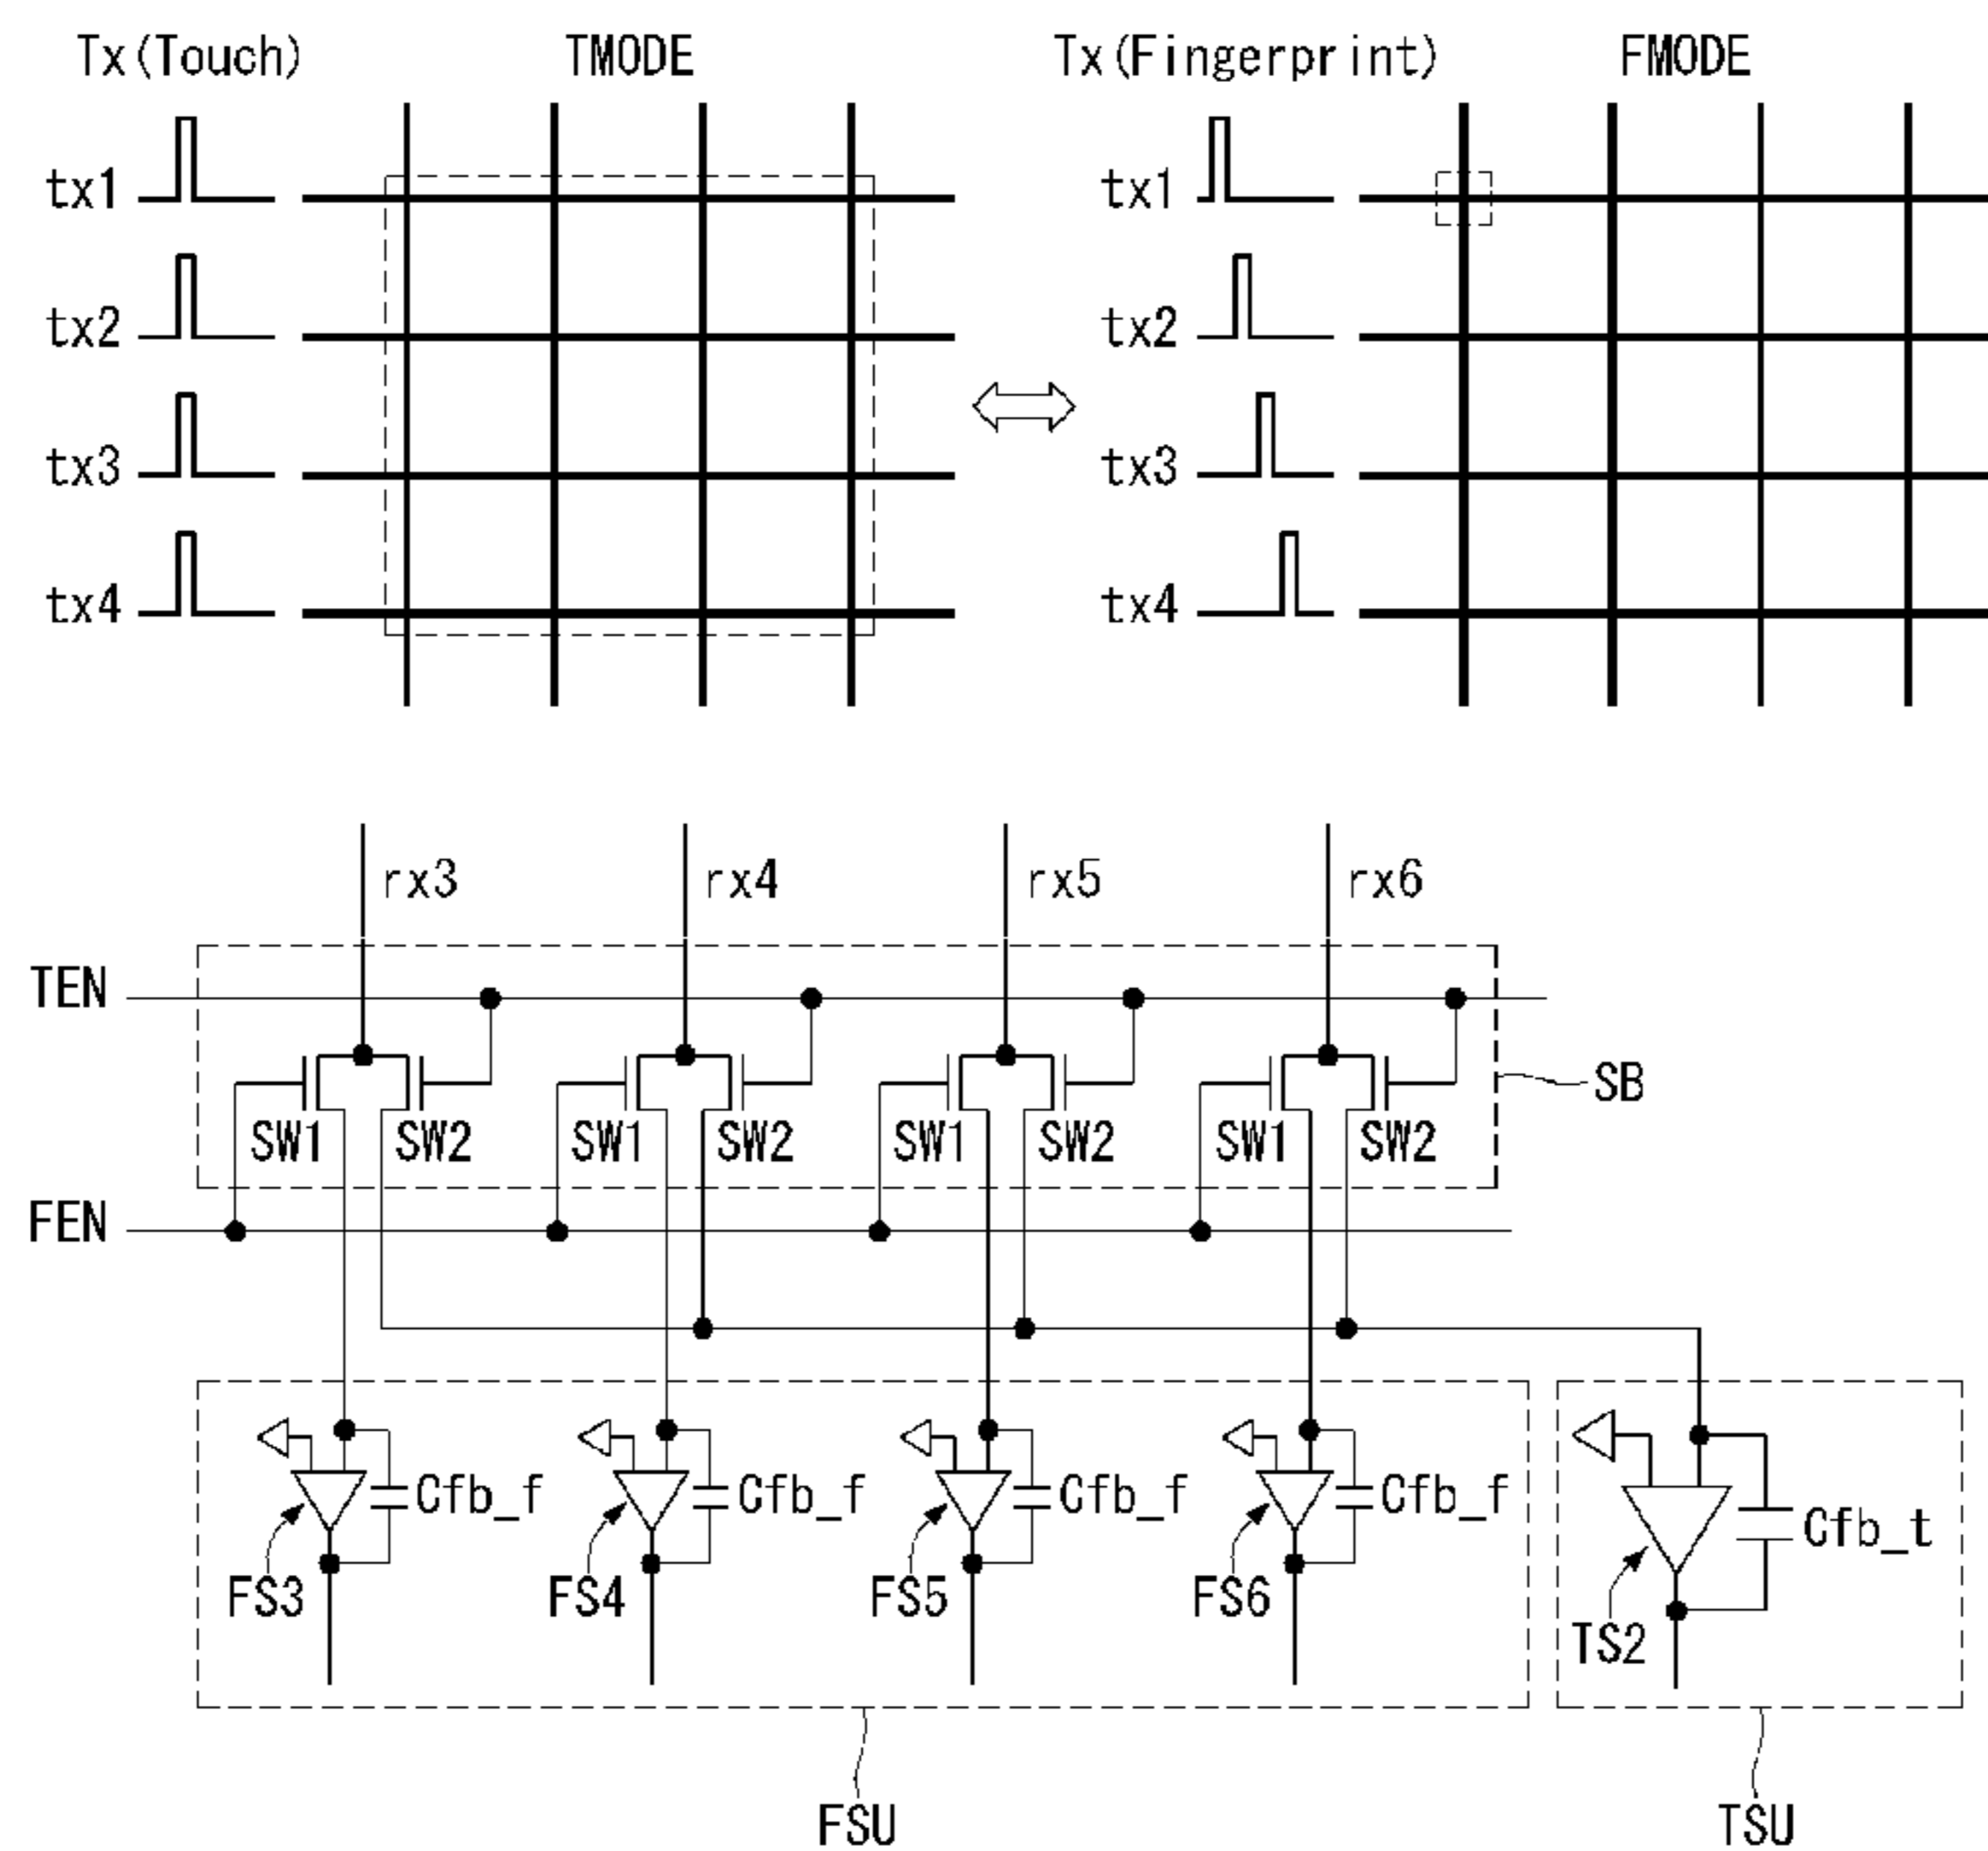 Tx(Touch) TMODE Tx(Fingerprint) FMODE
tx1 tx1
tx2 tx2
tx3 tx3
tx4 tx4
rx3 rx4 rx5 rx6
TEN
SB
SW1 SW2 SW1 SW2 SW1 SW2 SW1 SW2
FEN
Cfb_f Cfb_f Cfb_f Cfb_f Cfb_t
FS3 FS4 FS5 FS6
TS2
FSU TSU